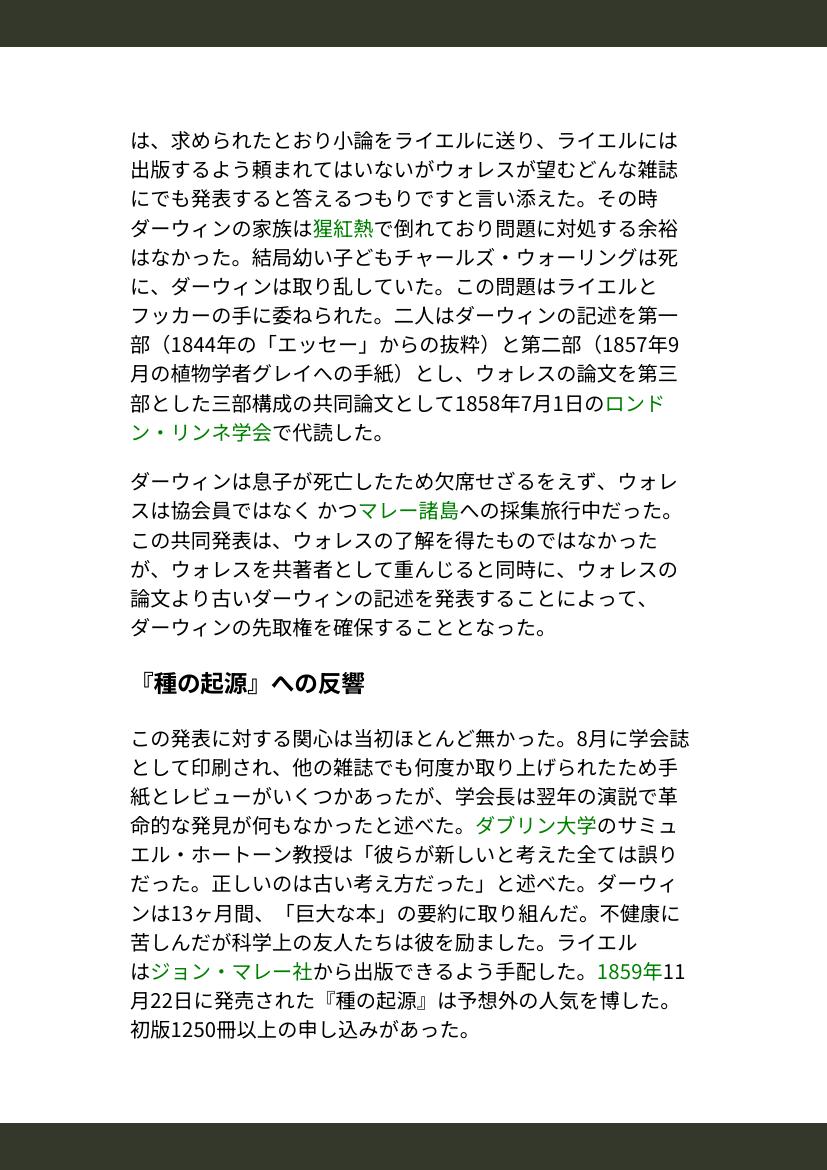 は、求められたとおり小論をライエルに送り、ライエルには
出版するよう頼まれてはいないがウォレスが望むどんな雑誌
にでも発表すると答えるつもりですと言い添えた。その時
ダーウィンの家族は猩紅熱で倒れており問題に対処する余裕
はなかった。結局幼い子どもチャールズ・ウォーリングは死
に、ダーウィンは取り乱していた。この問題はライエルと
フッカーの手に委ねられた。二人はダーウィンの記述を第一
部（1844年の「エッセー」からの抜粋）と第二部（1857年9
月の植物学者グレイへの手紙）とし、ウォレスの論文を第三
部とした三部構成の共同論文として1858年7月1日のロンド
ン・リンネ学会で代読した。
ダーウィンは息子が死亡したため欠席せざるをえず、ウォレ
スは協会員ではなく かつマレー諸島への採集旅行中だった。
この共同発表は、ウォレスの了解を得たものではなかった
が、ウォレスを共著者として重んじると同時に、ウォレスの
論文より古いダーウィンの記述を発表することによって、
ダーウィンの先取権を確保することとなった。
『種の起源』への反響
この発表に対する関心は当初ほとんど無かった。8月に学会誌
として印刷され、他の雑誌でも何度か取り上げられたため手
紙とレビューがいくつかあったが、学会長は翌年の演説で革
命的な発見が何もなかったと述べた。ダブリン大学のサミュ
エル・ホートーン教授は「彼らが新しいと考えた全ては誤り
だった。正しいのは古い考え方だった」と述べた。ダーウィ
ンは13ヶ月間、「巨大な本」の要約に取り組んだ。不健康に
苦しんだが科学上の友人たちは彼を励ました。ライエル
はジョン・マレー社から出版できるよう手配した。1859年11
月22日に発売された『種の起源』は予想外の人気を博した。
初版1250冊以上の申し込みがあった。